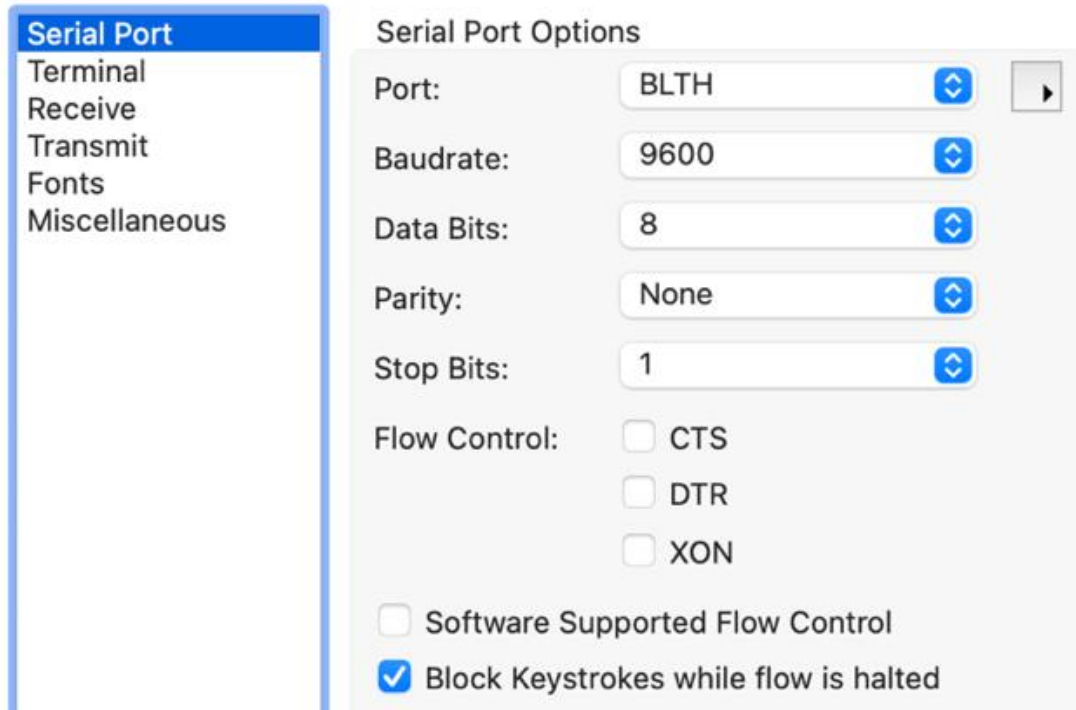 Serial Port
Terminal
Receive
Transmit
Fonts
Miscellaneous
Serial Port Options
Port: BLTH
Baudrate: 9600
Data Bits: 8
Parity: None
Stop Bits: 1
Flow Control: CTS
DTR
XON
Software Supported Flow Control
Block Keystrokes while flow is halted